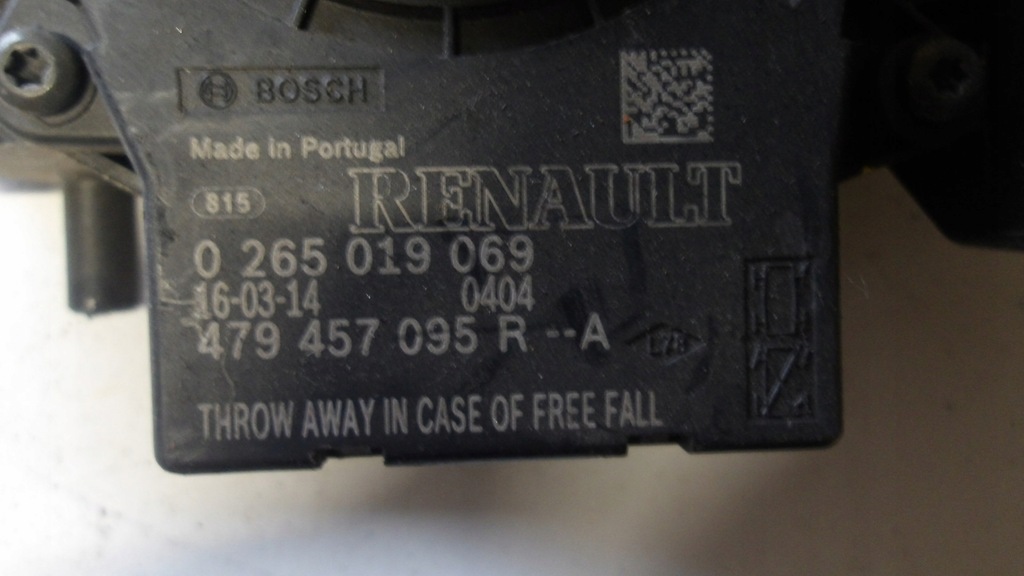 BOSCH
Made in Portugal
815
RENAULT
0 265 019 069
16-03-14 0404
479 457 095 R --A
THROW AWAY IN CASE OF FREE FALL